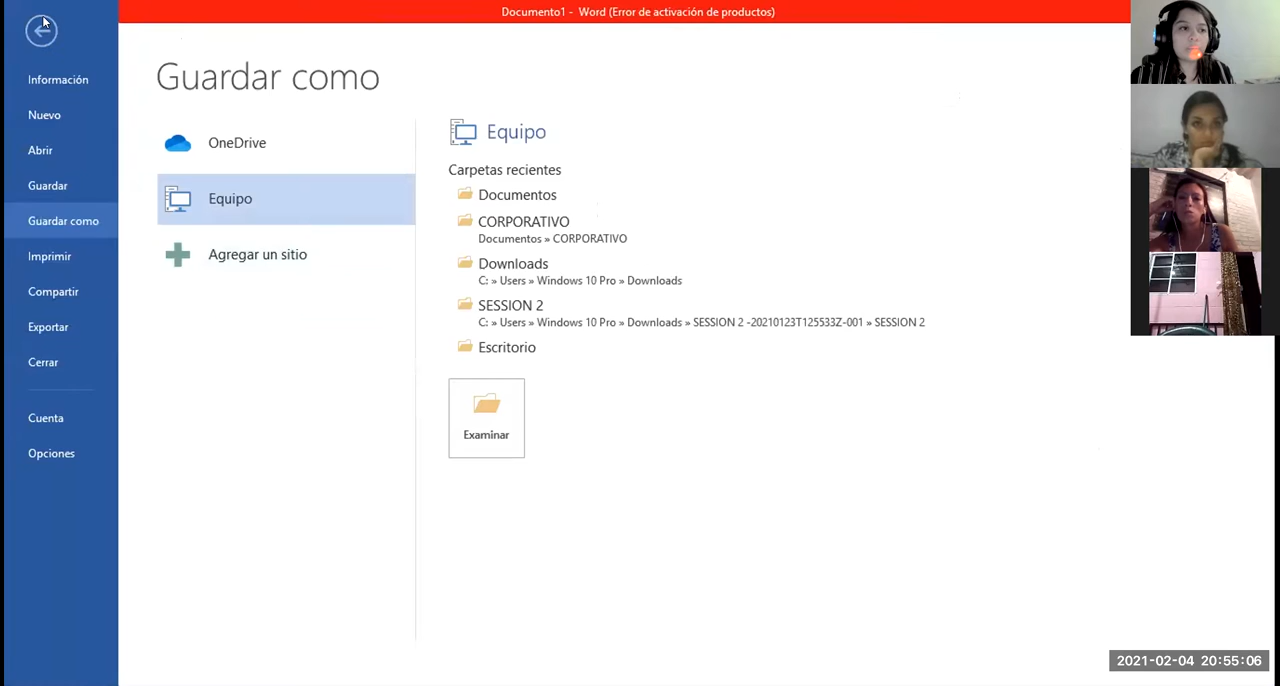 Documento1 - Word (Error de activación de productos)
Información
Nuevo
Abrir
Guardar
Guardar como
Imprimir
Compartir
Exportar
Cerrar
Cuenta
Opciones
Guardar como
OneDrive
Equipo
Agregar un sitio
Equipo
Carpetas recientes
Documentos
CORPORATIVO
Documentos » CORPORATIVO
Downloads
C: » Users » Windows 10 Pro » Downloads
SESSION 2
C: » Users » Windows 10 Pro » Downloads » SESSION 2 -20210123T125533Z-001 » SESSION 2
Escritorio
Examinar
2021-02-04 20:55:06